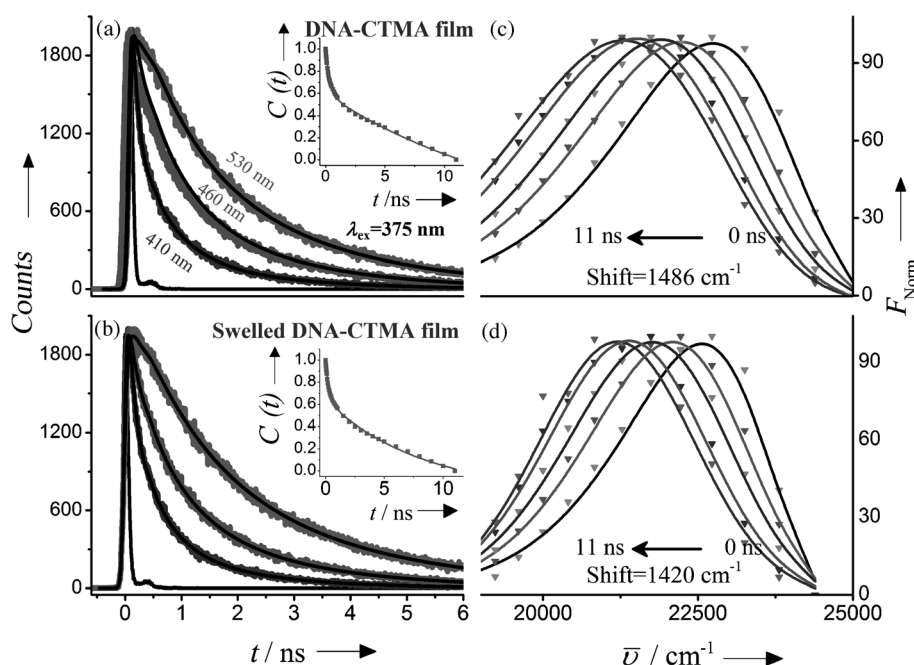 (a)
DNA-CTMA film
1800
1200
600
0
Counts
530 nm
460 nm
410 nm
C (t)
1.0
0.8
0.6
0.4
0.2
0.0
0
5
10
t /ns
λex=375 nm
(c)
90
60
30
0
FNorm
11 ns
0 ns
Shift=1486 cm-1
(b)
Swelled DNA-CTMA film
1800
1200
600
0
C (t)
1.0
0.8
0.6
0.4
0.2
0.0
0
5
10
t /ns
0 1 2 3 4 5 6
t / ns
(d)
90
60
30
0
11 ns
0 ns
Shift=1420 cm-1
20000 22500 25000
ν̅ / cm-1